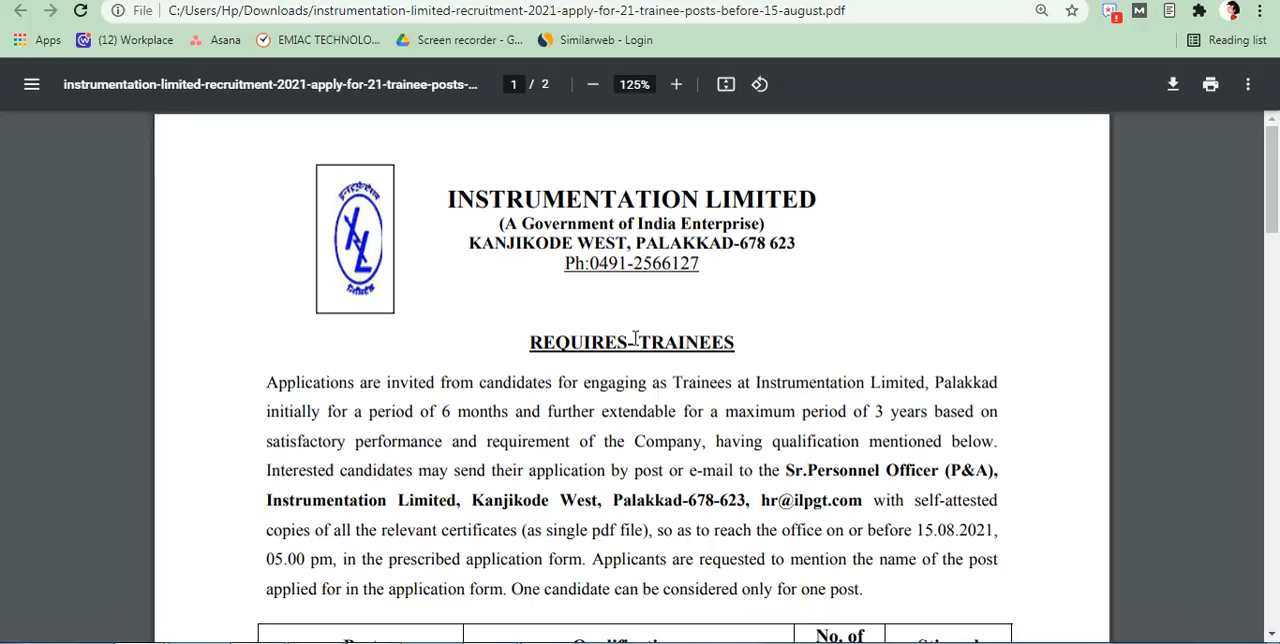 File C:/Users/Hp/Downloads/instrumentation-limited-recruitment-2021-apply-for-21-trainee-posts-before-15-august.pdf
Apps (12) Workplace Asana EMIAC TECHNOLO... Screen recorder - G... Similarweb - Login Reading list
instrumentation-limited-recruitment-2021-apply-for-21-trainee-posts-... 1 / 2 125%
INSTRUMENTATION LIMITED
(A Government of India Enterprise)
KANJIKODE WEST, PALAKKAD-678 623
Ph:0491-2566127
REQUIRES-TRAINEES
Applications are invited from candidates for engaging as Trainees at Instrumentation Limited, Palakkad
initially for a period of 6 months and further extendable for a maximum period of 3 years based on
satisfactory performance and requirement of the Company, having qualification mentioned below.
Interested candidates may send their application by post or e-mail to the Sr.Personnel Officer (P&A),
Instrumentation Limited, Kanjikode West, Palakkad-678-623, hr@ilpgt.com with self-attested
copies of all the relevant certificates (as single pdf file), so as to reach the office on or before 15.08.2021,
05.00 pm, in the prescribed application form. Applicants are requested to mention the name of the post
applied for in the application form. One candidate can be considered only for one post.
No. of